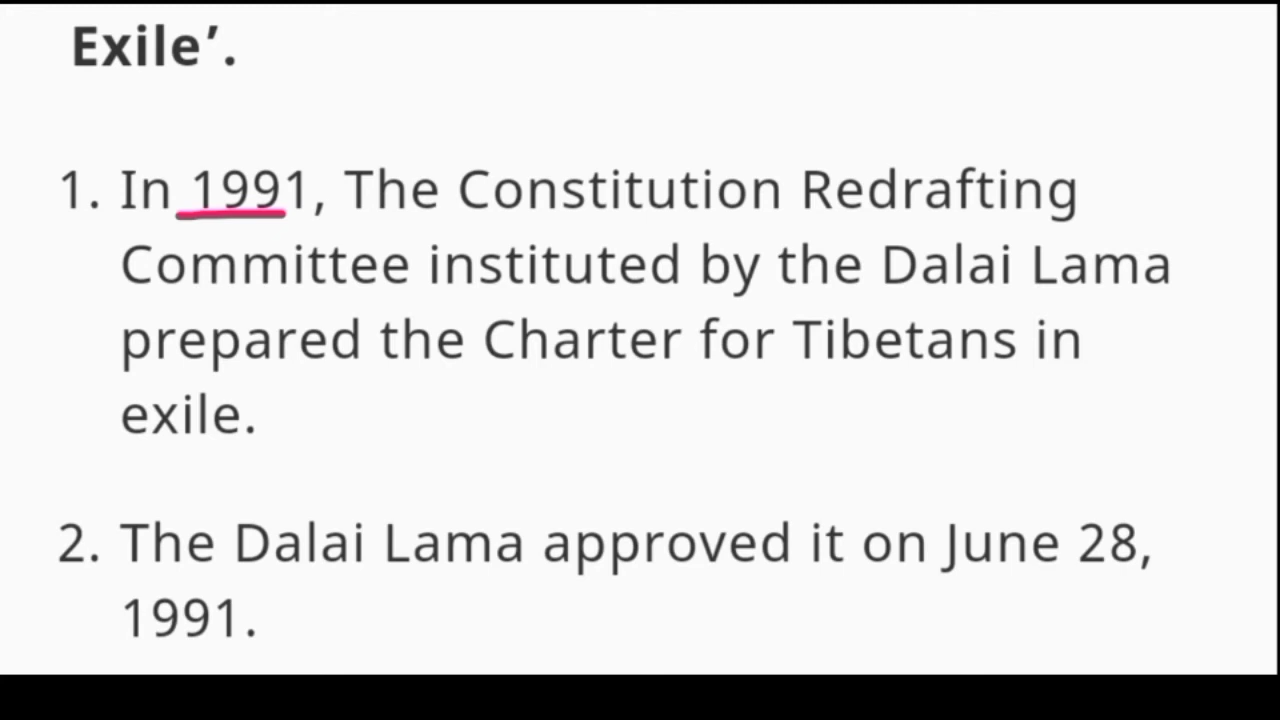 Exile’.
1. In 1991, The Constitution Redrafting
Committee instituted by the Dalai Lama
prepared the Charter for Tibetans in
exile.
2. The Dalai Lama approved it on June 28,
1991.